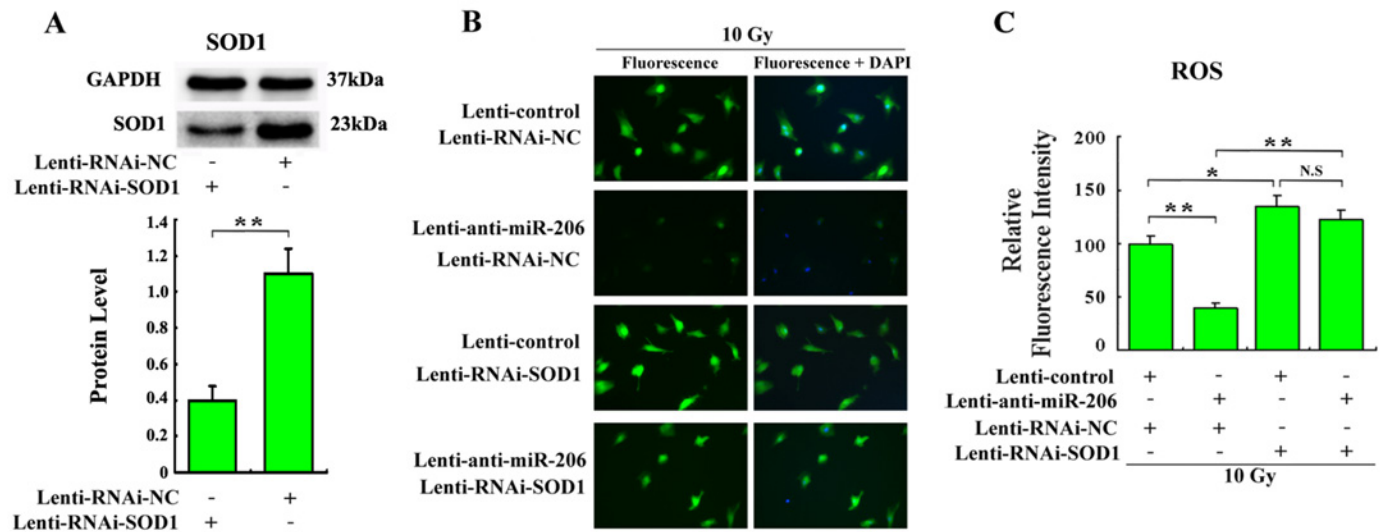 A
SOD1
GAPDH 37kDa
SOD1 23kDa
Lenti-RNAi-NC - +
Lenti-RNAi-SOD1 + -
**
1.4
1.2
1.0
0.8
0.6
0.4
0.2
0
Protein Level
Lenti-RNAi-NC - +
Lenti-RNAi-SOD1 + -
B
10 Gy
Fluorescence Fluorescence + DAPI
Lenti-control
Lenti-RNAi-NC
Lenti-anti-miR-206
Lenti-RNAi-NC
Lenti-control
Lenti-RNAi-SOD1
Lenti-anti-miR-206
Lenti-RNAi-SOD1
C
ROS
Relative
Fluorescence Intensity
200
150
100
50
0
**
* N.S
**
Lenti-control + - + -
Lenti-anti-miR-206 - + - +
Lenti-RNAi-NC + + - -
Lenti-RNAi-SOD1 - - + +
10 Gy